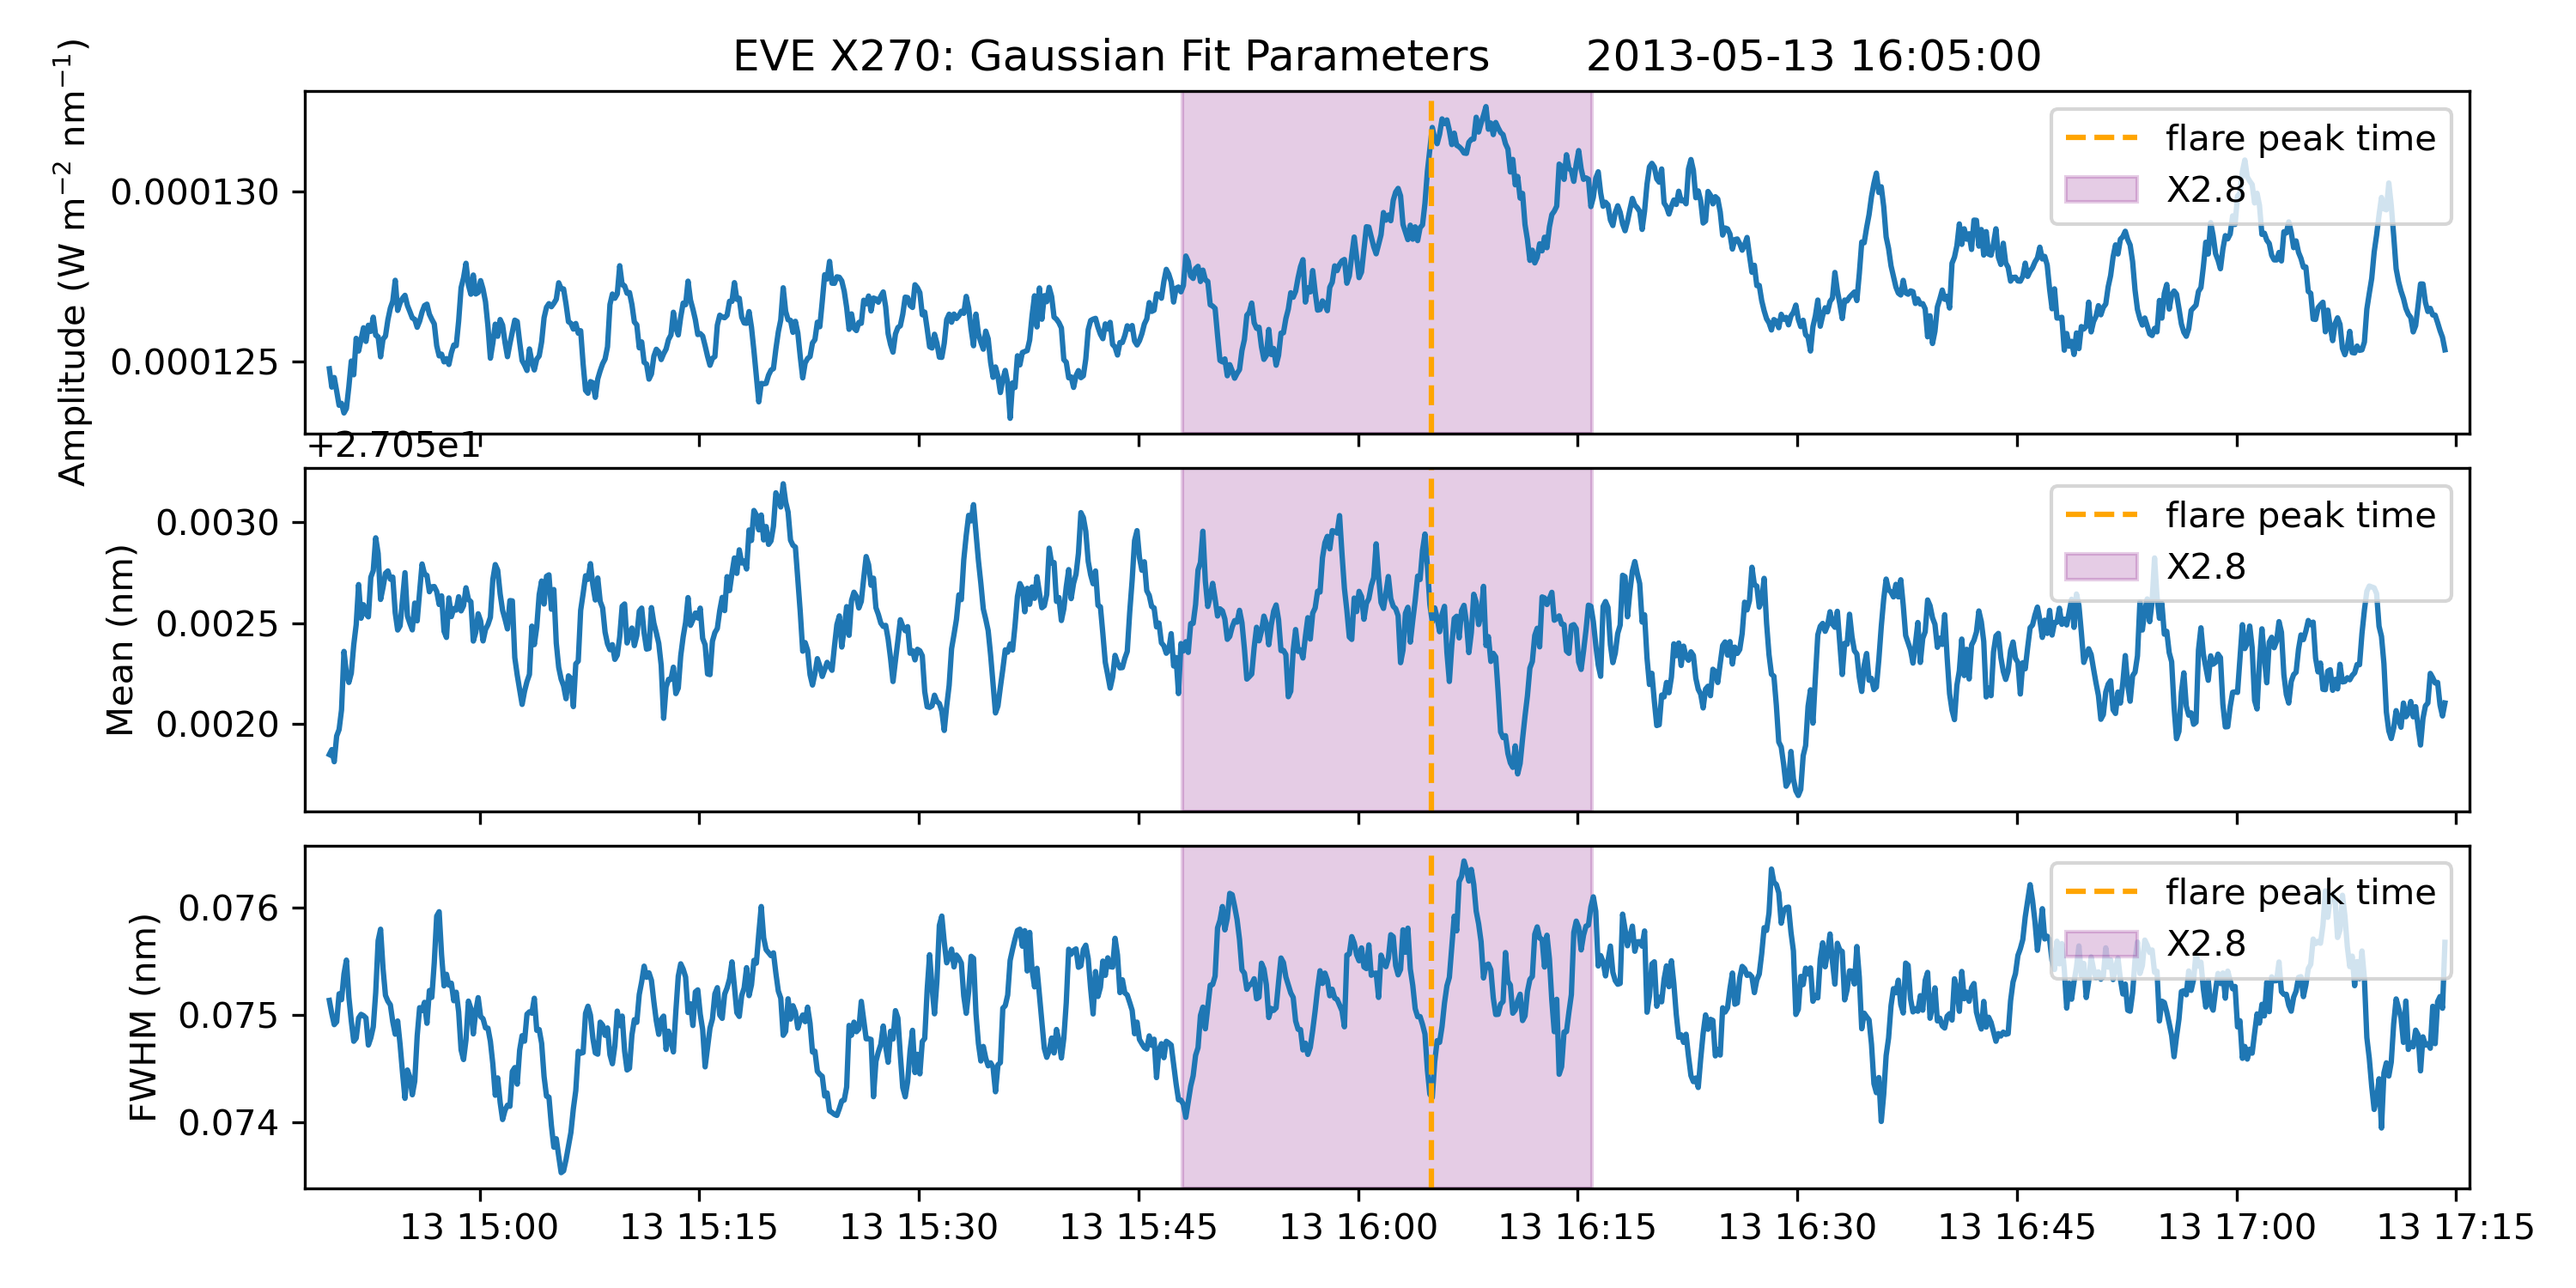 EVE X270: Gaussian Fit Parameters 2013-05-13 16:05:00
Amplitude (W m⁻² nm⁻¹)
0.000130
0.000125
flare peak time
X2.8
+2.705e1
Mean (nm)
0.0030
0.0025
0.0020
flare peak time
X2.8
FWHM (nm)
0.076
0.075
0.074
flare peak time
X2.8
13 15:00 13 15:15 13 15:30 13 15:45 13 16:00 13 16:15 13 16:30 13 16:45 13 17:00 13 17:15